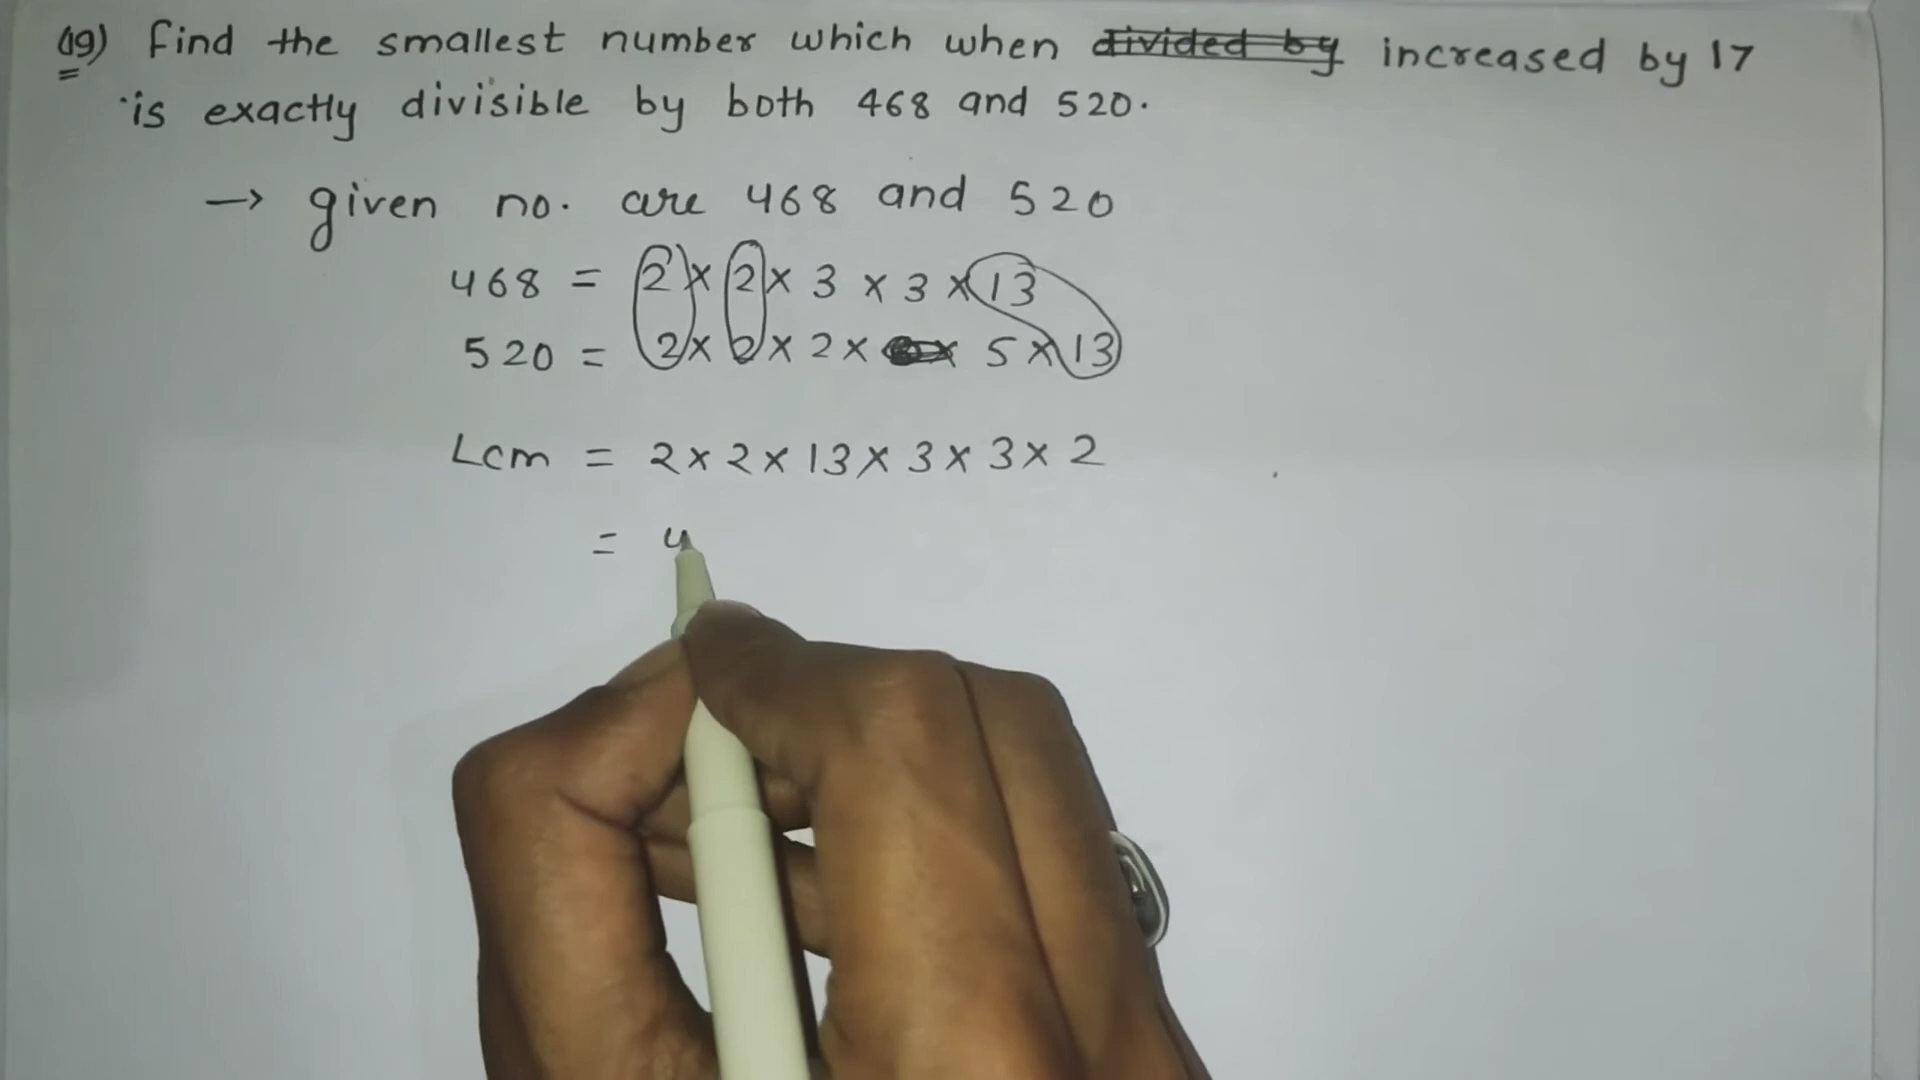 (19) find the smallest number which when divided by increased by 17
is exactly divisible by both 468 and 520.
→ given no. are 468 and 520
468 = 2 × 2 × 3 × 3 × 13
520 = 2 × 2 × 2 × × 5 × 13
Lcm = 2 × 2 × 13 × 3 × 3 × 2
= 4